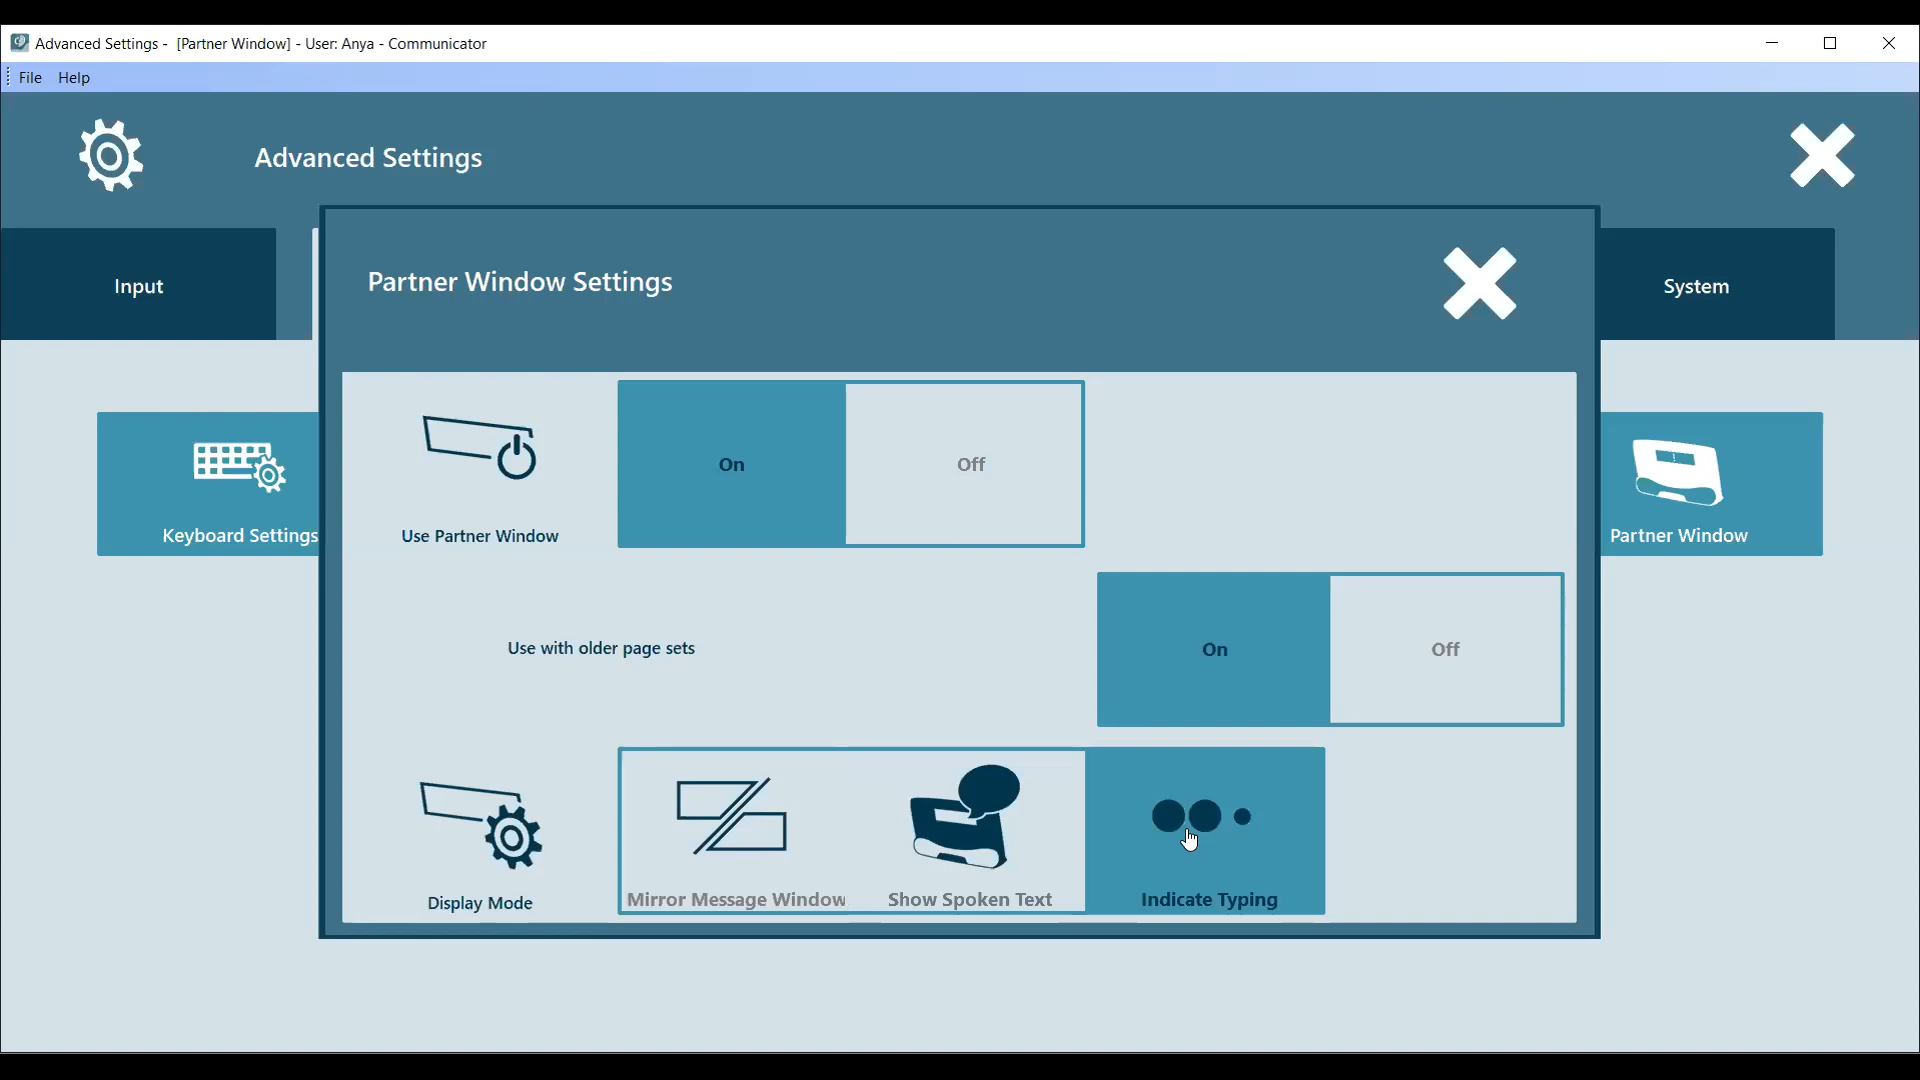 Advanced Settings - [Partner Window] - User: Anya - Communicator
File Help
Advanced Settings
Partner Window Settings
Input
System
On
Off
Keyboard Settings
Use Partner Window
Partner Window
Use with older page sets
On
Off
Display Mode
Mirror Message Window
Show Spoken Text
Indicate Typing